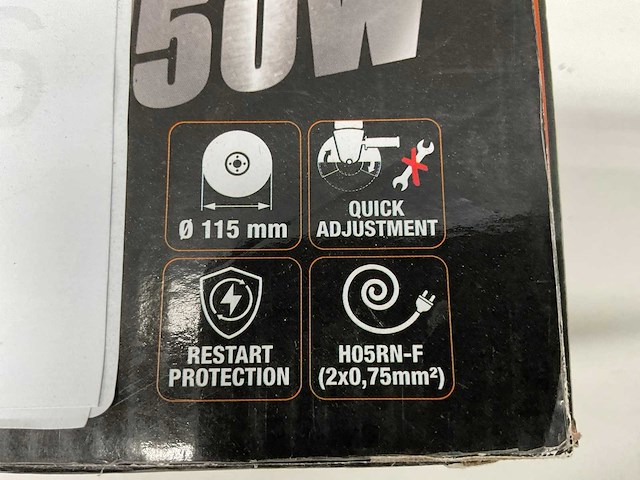 50W
Ø 115 mm
QUICK
ADJUSTMENT
RESTART
PROTECTION
H05RN-F
(2x0,75mm²)